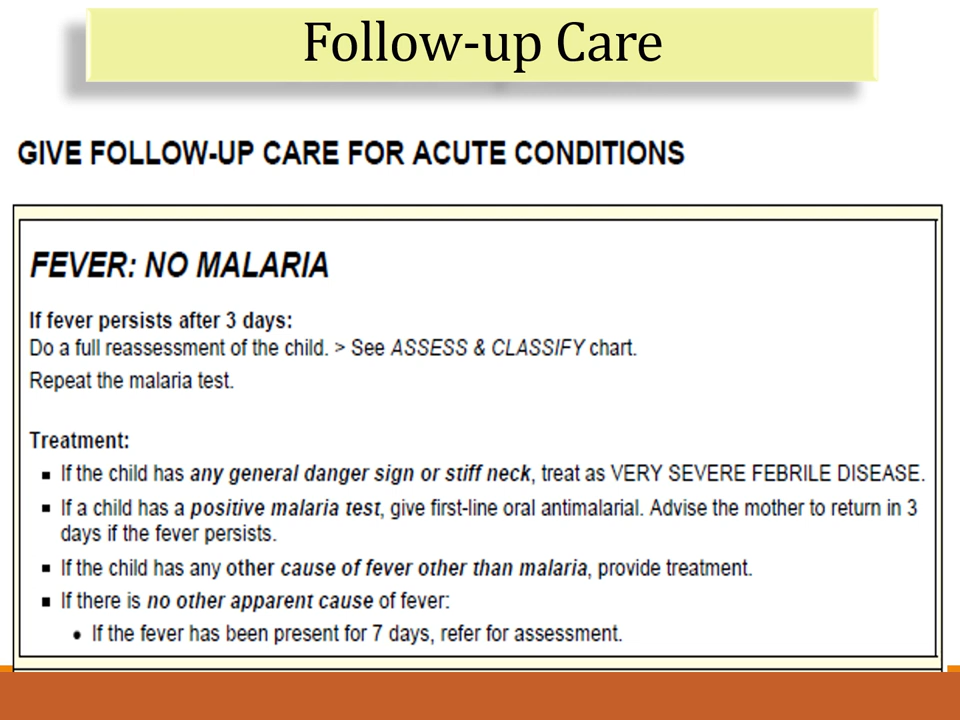 Follow-up Care
GIVE FOLLOW-UP CARE FOR ACUTE CONDITIONS
FEVER: NO MALARIA
If fever persists after 3 days:
Do a full reassessment of the child. > See ASSESS & CLASSIFY chart.
Repeat the malaria test.
Treatment:
▪ If the child has any general danger sign or stiff neck, treat as VERY SEVERE FEBRILE DISEASE.
▪ If a child has a positive malaria test, give first-line oral antimalarial. Advise the mother to return in 3
days if the fever persists.
▪ If the child has any other cause of fever other than malaria, provide treatment.
▪ If there is no other apparent cause of fever:
• If the fever has been present for 7 days, refer for assessment.